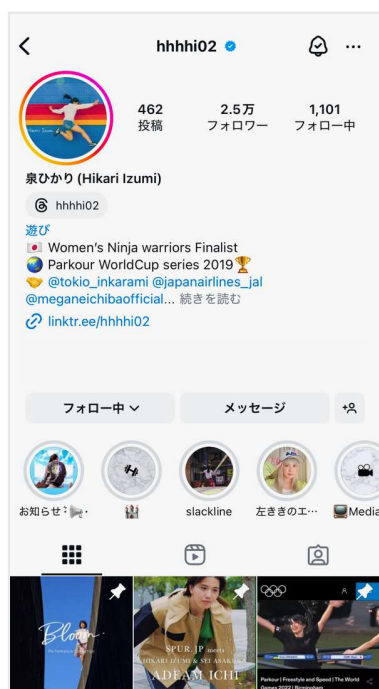 hhhhi02
462
2.5万
1,101
投稿
フォロワー
フォロー中
泉ひかり (Hikari Izumi)
hhhhi02
遊び
Women's Ninja warriors Finalist
Parkour WorldCup series 2019
@tokio_inkarami @japanairlines_jal
@meganeichibaofficial... 続きを読む
linktr.ee/hhhhi02
フォロー中
メッセージ
お知らせ
slackline
左ききのエ…
Media
Bloom
SPUR.JP meets
HIKARI IZUMI & SEI ASAKURA
ADEAM ICHI
Parkour | Freestyle and Speed | The World
Games 2022 | Birmingham